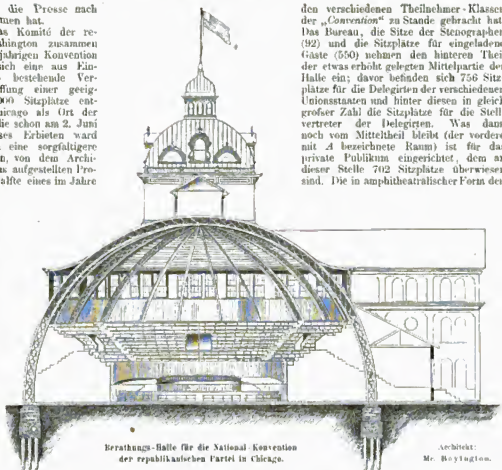 die Presse nach
men hat.
as Komité der re-
hington zusammen
jährigen Konvention
sich eine aus Ein-
bestehende Ver-
ffung einer geeig-
000 Sitzplätze ent-
hicago als Ort der
die schon am 2. Juni
ses Erbieten ward
eine sorgfältigere
n, von dem Archi-
us aufgestellten Pro-
älfte eines im Jahre
den verschiedenen Theilnehmer-Klassen
der „Convention“ zu Stande gebracht hat.
Das Bureau, die Sitze der Stenographen
(92) und die Sitzplätze für eingeladene
Gäste (550) nehmen den hinteren Theil
der etwas erhöht gelegten Mittelpartie der
Halle ein; davor befinden sich 756 Sitz-
plätze für die Delegirten der verschiedenen
Unionsstaaten und hinter diesen in gleich
grofser Zahl die Sitzplätze für die Stell-
vertreter der Delegirten. Was dann
noch vom Mitteltheil bleibt (der vordere
mit A bezeichnete Raum) ist für das
private Publikum eingerichtet, dem an
dieser Stelle 702 Sitzplätze überwiesen
sind. Die in amphitheatralischer Form den
Berathungs-Halle für die National-Konvention
der republikanischen Partei in Chicago.
Architekt:
Mr. Boyington.